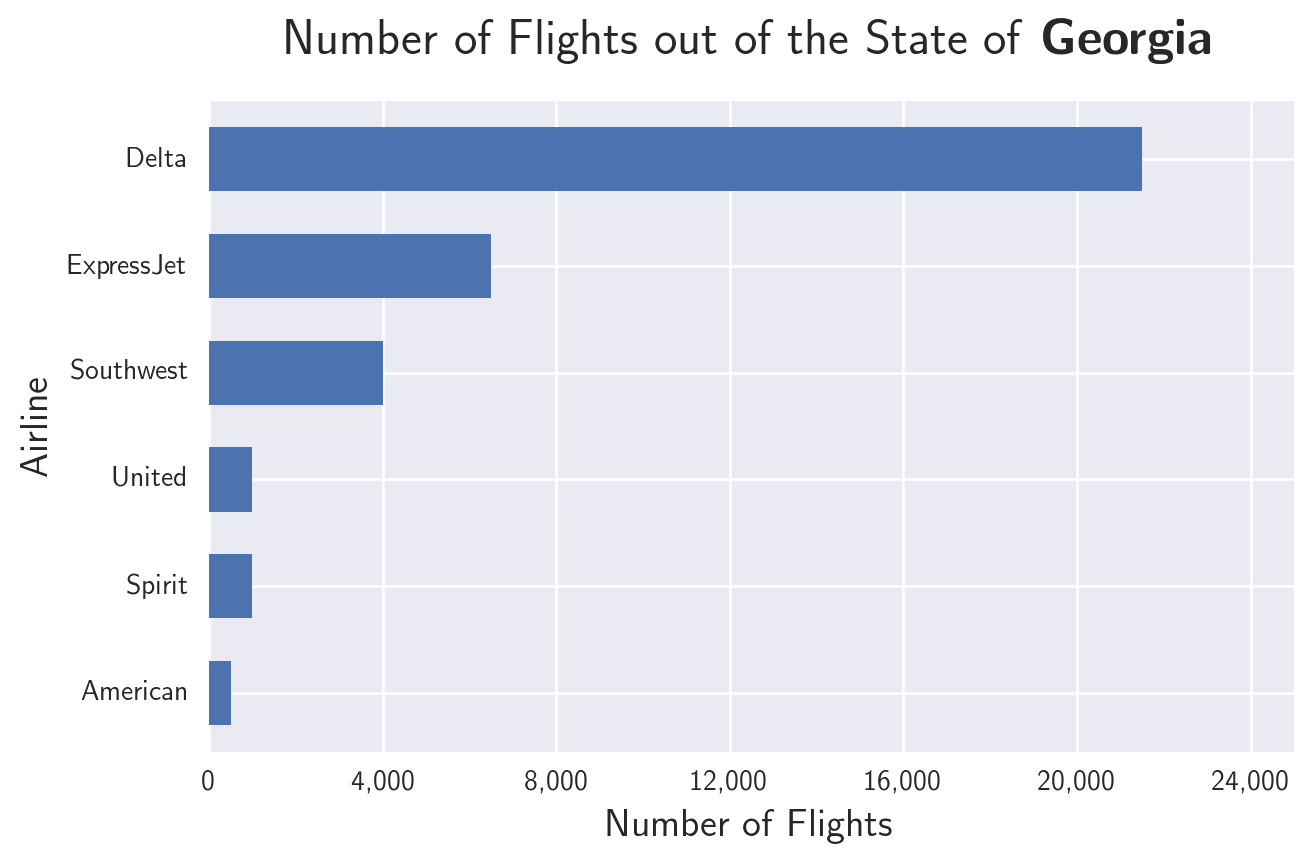 Number of Flights out of the State of Georgia
Delta
ExpressJet
Southwest
United
Spirit
American
Airline
0 4,000 8,000 12,000 16,000 20,000 24,000
Number of Flights